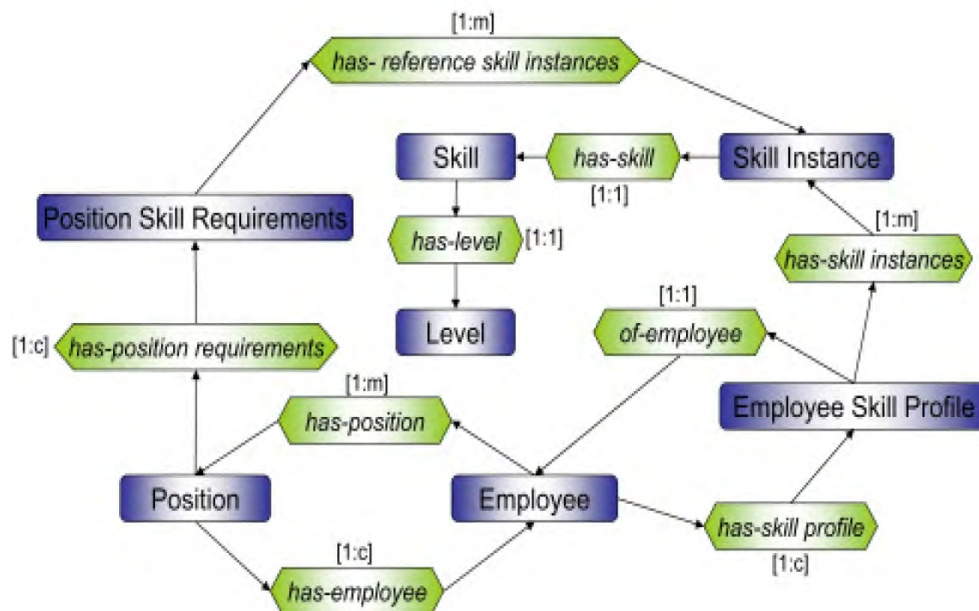 [1:m]
has- reference skill instances
Skill
has-skill
Skill Instance
[1:1]
Position Skill Requirements
has-level
[1:1]
[1:m]
has-skill instances
[1:1]
of-employee
Level
[1:c]
has-position requirements
[1:m]
has-position
Employee Skill Profile
Position
Employee
has-skill profile
[1:c]
[1:c]
has-employee